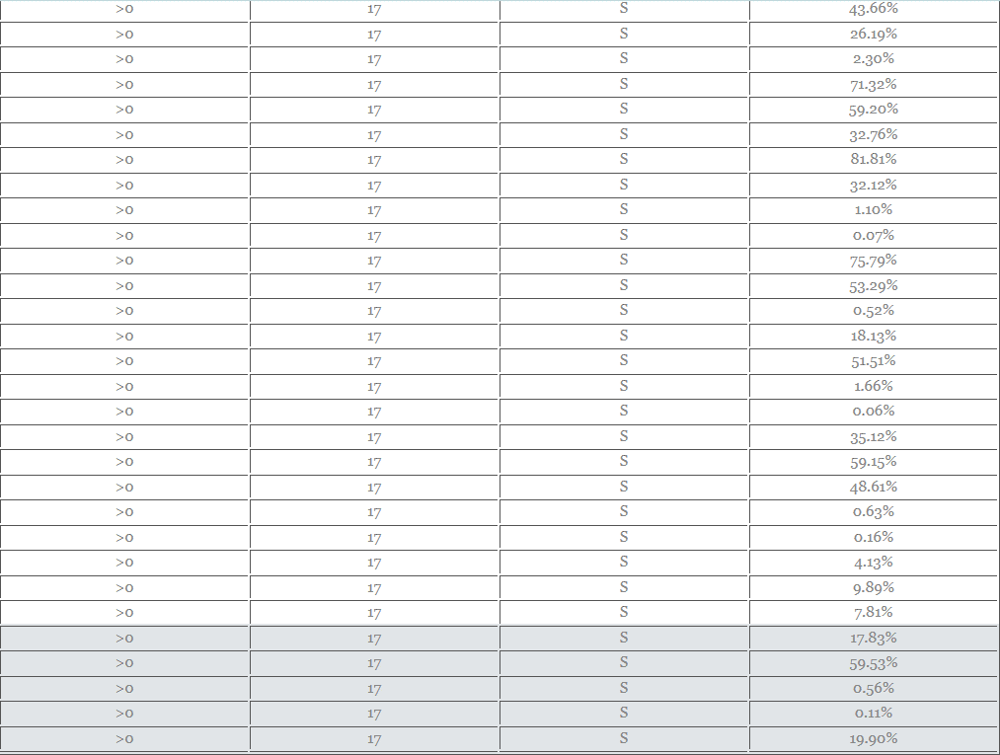 >0 17 S 43.66%
>0 17 S 26.19%
>0 17 S 2.30%
>0 17 S 71.32%
>0 17 S 59.20%
>0 17 S 32.76%
>0 17 S 81.81%
>0 17 S 32.12%
>0 17 S 1.10%
>0 17 S 0.07%
>0 17 S 75.79%
>0 17 S 53.29%
>0 17 S 0.52%
>0 17 S 18.13%
>0 17 S 51.51%
>0 17 S 1.66%
>0 17 S 0.06%
>0 17 S 35.12%
>0 17 S 59.15%
>0 17 S 48.61%
>0 17 S 0.63%
>0 17 S 0.16%
>0 17 S 4.13%
>0 17 S 9.89%
>0 17 S 7.81%
>0 17 S 17.83%
>0 17 S 59.53%
>0 17 S 0.56%
>0 17 S 0.11%
>0 17 S 19.90%